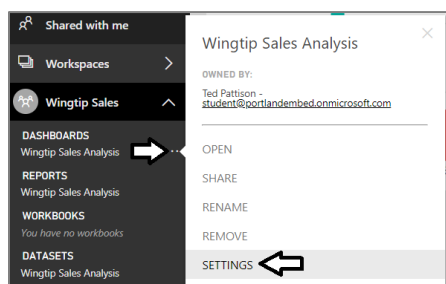 Shared with me
Workspaces
Wingtip Sales
DASHBOARDS
Wingtip Sales Analysis
REPORTS
Wingtip Sales Analysis
WORKBOOKS
You have no workbooks
DATASETS
Wingtip Sales Analysis
Wingtip Sales Analysis
OWNED BY:
Ted Pattison -
student@portlandembed.onmicrosoft.com
OPEN
SHARE
RENAME
REMOVE
SETTINGS